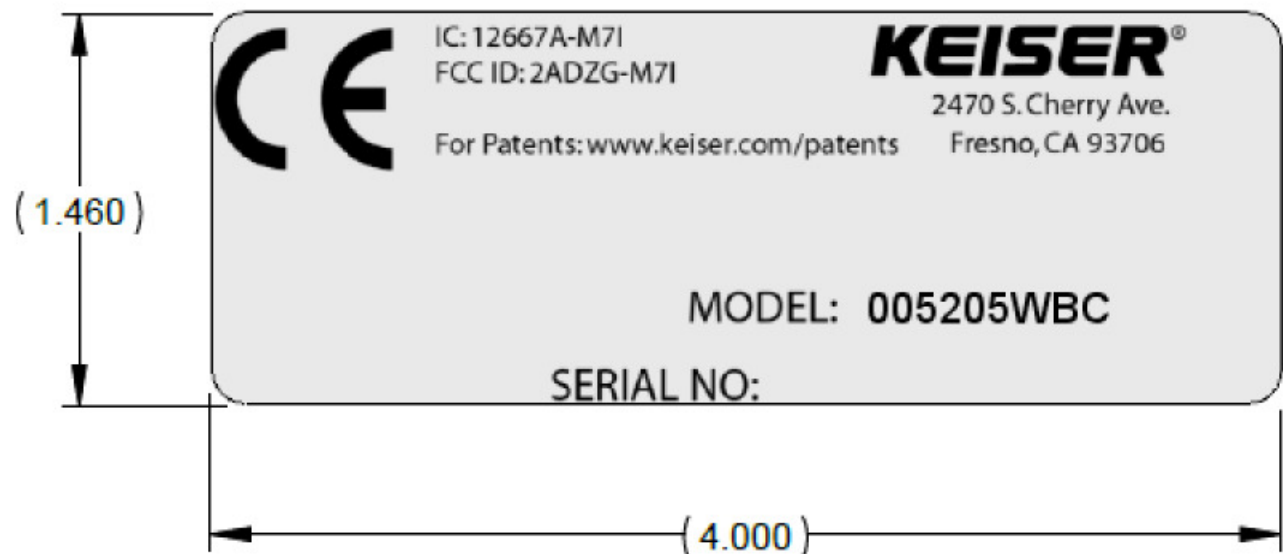 CE
IC: 12667A-M7I
FCC ID: 2ADZG-M7I
For Patents: www.keiser.com/patents
KEISER®
2470 S. Cherry Ave.
Fresno, CA 93706
(1.460)
MODEL: 005205WBC
SERIAL NO:
(4.000)